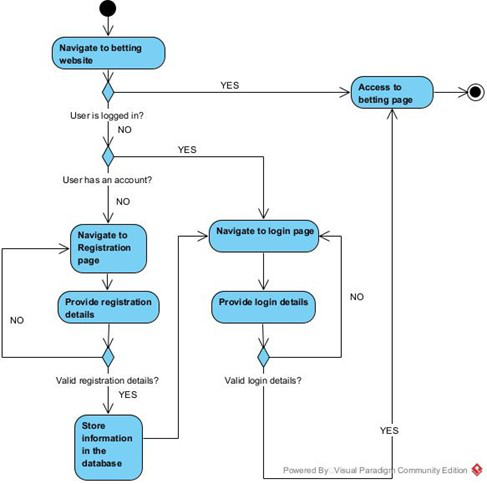 Navigate to betting
website
YES
Access to
betting page
User is logged in?
NO
YES
User has an account?
NO
Navigate to
Registration
page
Navigate to login page
Provide registration
details
Provide login details
NO
NO
Valid registration details?
Valid login details?
YES
Store
information
in the
database
YES
Powered By Visual Paradigm Community Edition